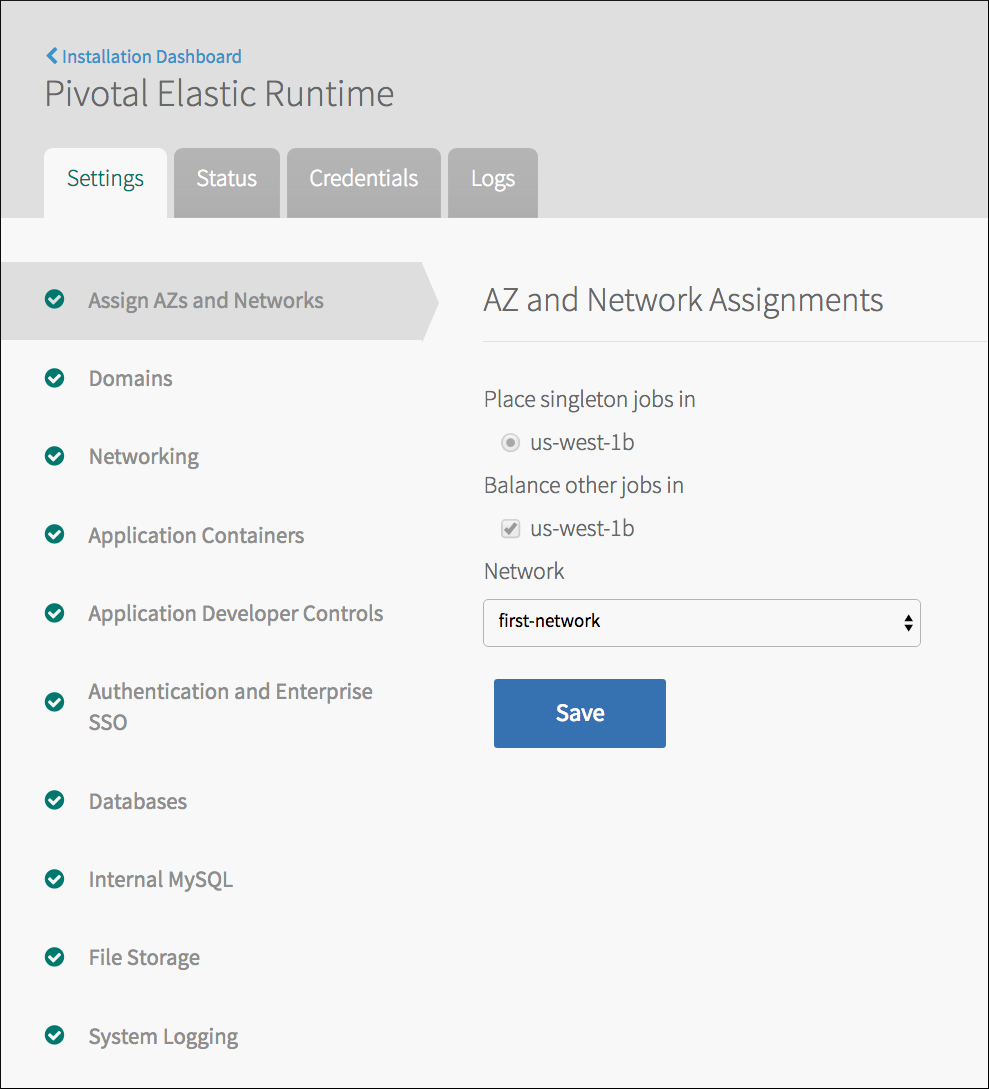 Installation Dashboard
Pivotal Elastic Runtime
Settings
Status
Credentials
Logs
Assign AZs and Networks
Domains
Networking
Application Containers
Application Developer Controls
Authentication and Enterprise
SSO
Databases
Internal MySQL
File Storage
System Logging
AZ and Network Assignments
Place singleton jobs in
us-west-1b
Balance other jobs in
us-west-1b
Network
first-network
Save